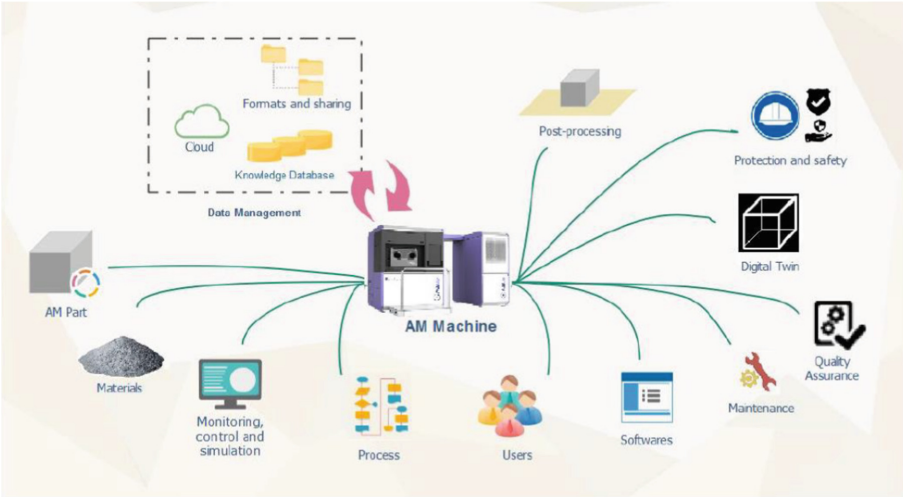 Formats and sharing
Cloud
Knowledge Database
Data Management
Post-processing
Protection and safety
Digital Twin
AM Part
AM Machine
Materials
Monitoring,
control and
simulation
Process
Users
Softwares
Maintenance
Quality
Assurance